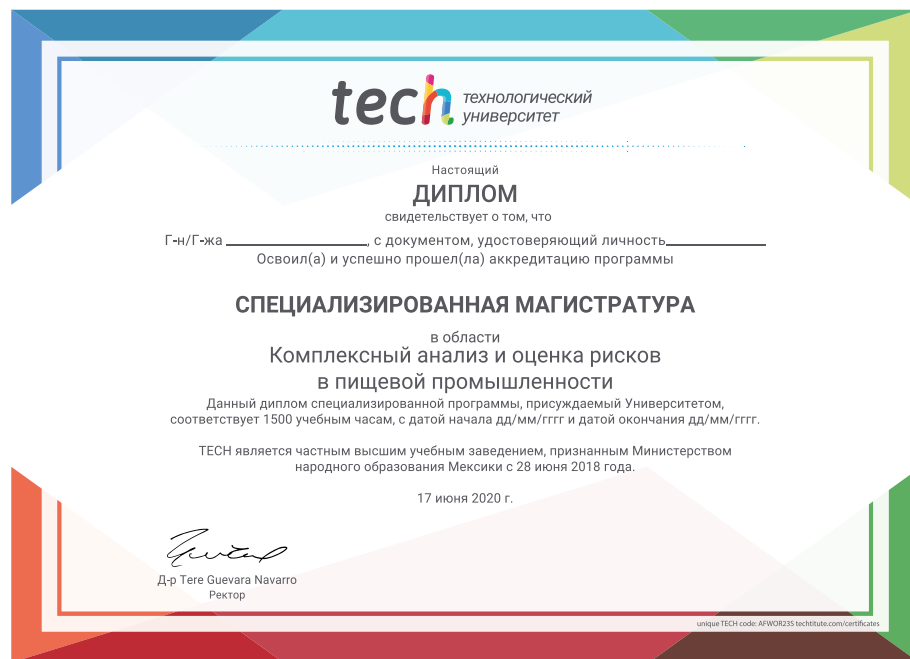 tech технологический
университет
Настоящий
ДИПЛОМ
свидетельствует о том, что
Г-н/Г-жа ____________, с документом, удостоверяющий личность____________
Освоил(а) и успешно прошел(ла) аккредитацию программы
СПЕЦИАЛИЗИРОВАННАЯ МАГИСТРАТУРА
в области
Комплексный анализ и оценка рисков
в пищевой промышленности
Данный диплом специализированной программы, присуждаемый Университетом,
соответствует 1500 учебным часам, с датой начала дд/мм/гггг и датой окончания дд/мм/гггг.
TECH является частным высшим учебным заведением, признанным Министерством
народного образования Мексики с 28 июня 2018 года.
17 июня 2020 г.
Д-р Tere Guevara Navarro
Ректор
unique TECH code: AFWOR23S techtitute.com/certificates